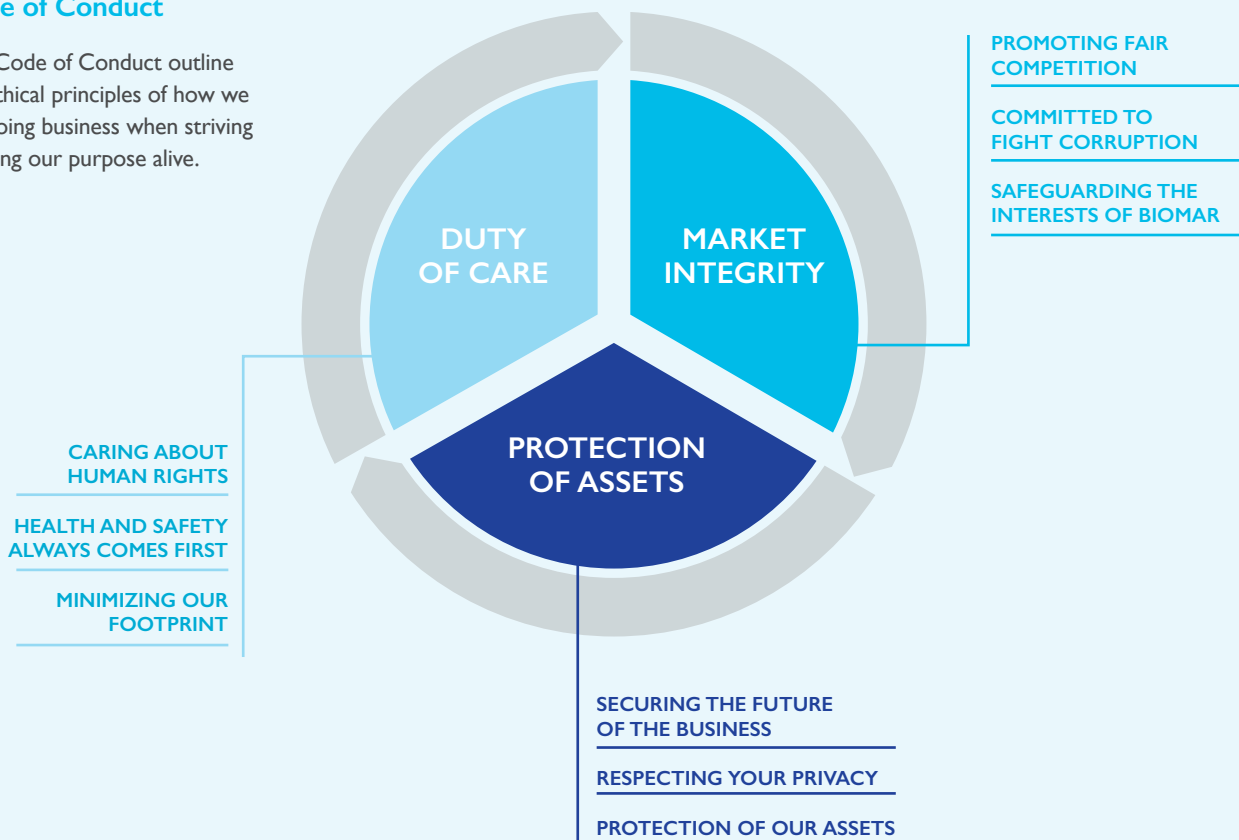 e of Conduct
Code of Conduct outline
thical principles of how we
oing business when striving
ng our purpose alive.
PROMOTING FAIR
COMPETITION
COMMITTED TO
FIGHT CORRUPTION
SAFEGUARDING THE
INTERESTS OF BIOMAR
DUTY
OF CARE
MARKET
INTEGRITY
PROTECTION
OF ASSETS
CARING ABOUT
HUMAN RIGHTS
HEALTH AND SAFETY
ALWAYS COMES FIRST
MINIMIZING OUR
FOOTPRINT
SECURING THE FUTURE
OF THE BUSINESS
RESPECTING YOUR PRIVACY
PROTECTION OF OUR ASSETS